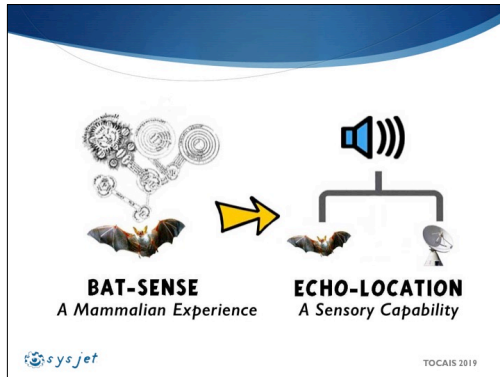 BAT-SENSE
A Mammalian Experience
ECHO-LOCATION
A Sensory Capability
sysjet
TOCAIS 2019